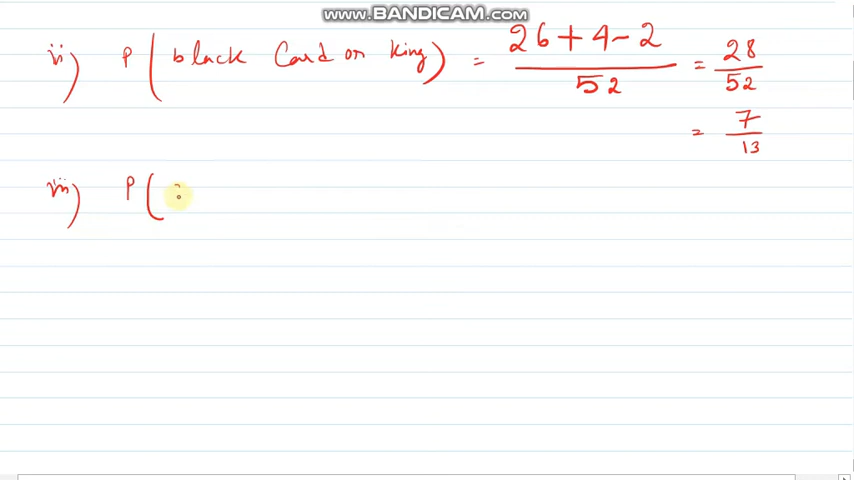 www.BANDICAM.com
ii) P( black Card or king) = 26+4-2 / 52 = 28 / 52
= 7 / 13
iii) P(